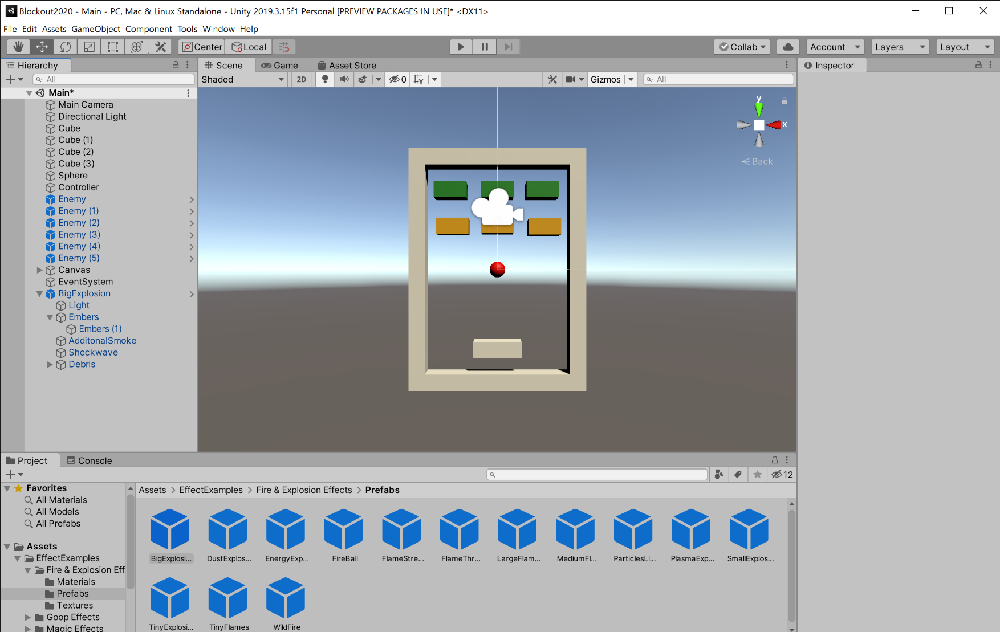 Blockout2020 - Main - PC, Mac & Linux Standalone - Unity 2019.3.15f1 Personal [PREVIEW PACKAGES IN USE]* <DX11>
File Edit Assets GameObject Component Tools Window Help
Center Local Collab Account Layers Layout
Hierarchy
All
Main*
Main Camera
Directional Light
Cube
Cube (1)
Cube (2)
Cube (3)
Sphere
Controller
Enemy
Enemy (1)
Enemy (2)
Enemy (3)
Enemy (4)
Enemy (5)
Canvas
EventSystem
BigExplosion
Light
Embers
Embers (1)
AdditonalSmoke
Shockwave
Debris
Scene Game Asset Store
Shaded 2D 0 Gizmos All
y
x
Back
Inspector
Project Console
12
Favorites
All Materials
All Models
All Prefabs
Assets
EffectExamples
Fire & Explosion Eff
Materials
Prefabs
Textures
Goop Effects
Magic Effects
Assets > EffectExamples > Fire & Explosion Effects > Prefabs
BigExplosi... DustExplos... EnergyExp... FireBall FlameStre... FlameThr... LargeFlam... MediumFl... ParticlesLi... PlasmaExp... SmallExplos...
TinyExplosi... TinyFlames WildFire